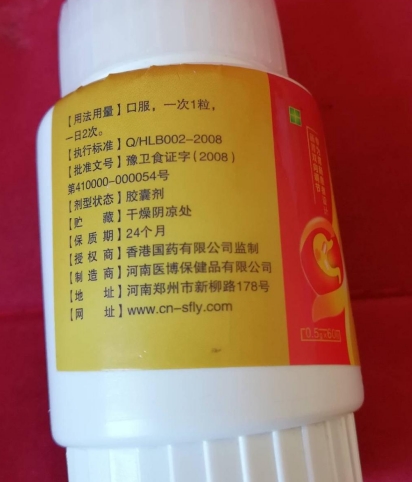 【用法用量】口服，一次1粒，
一日2次。
【执行标准】Q/HLB002-2008
【批准文号】豫卫食证字（2008）
第410000-000054号
【剂型状态】胶囊剂
【贮 藏】干燥阴凉处
【保 质 期】24个月
【授 权 商】香港国药有限公司监制
【制 造 商】河南医博保健品有限公司
【地 址】河南郑州市新柳路178号
【网 址】www.cn-sfly.com